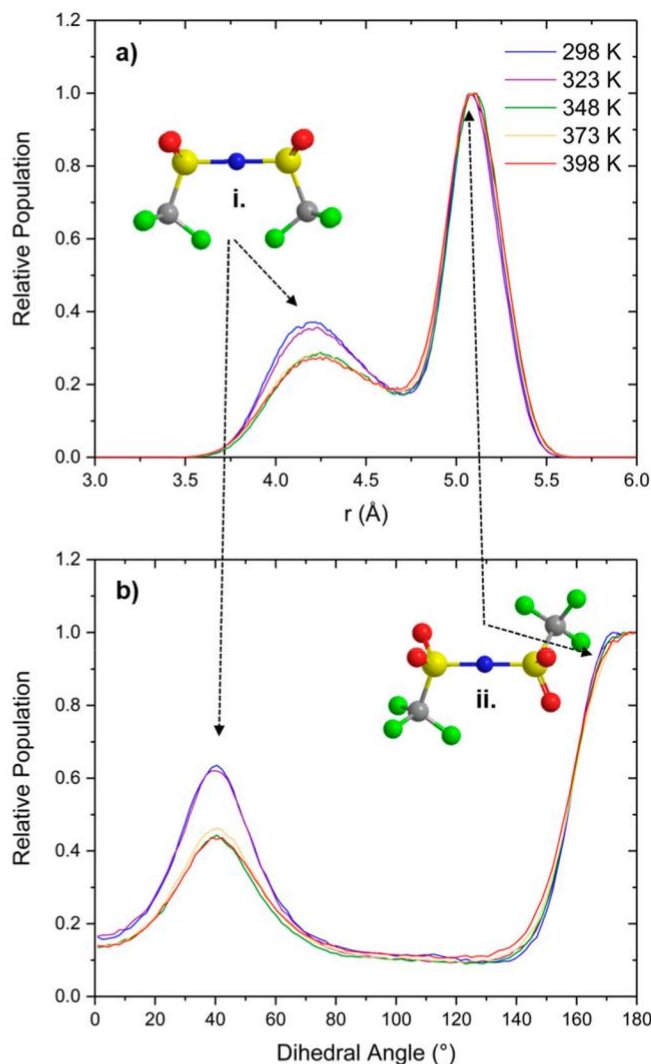 a)
298 K
323 K
348 K
373 K
398 K
i.
1.2
1.0
0.8
0.6
0.4
0.2
0.0
Relative Population
3.0 3.5 4.0 4.5 5.0 5.5 6.0
r (Å)
b)
ii.
1.2
1.0
0.8
0.6
0.4
0.2
0.0
Relative Population
0 20 40 60 80 100 120 140 160 180
Dihedral Angle (°)